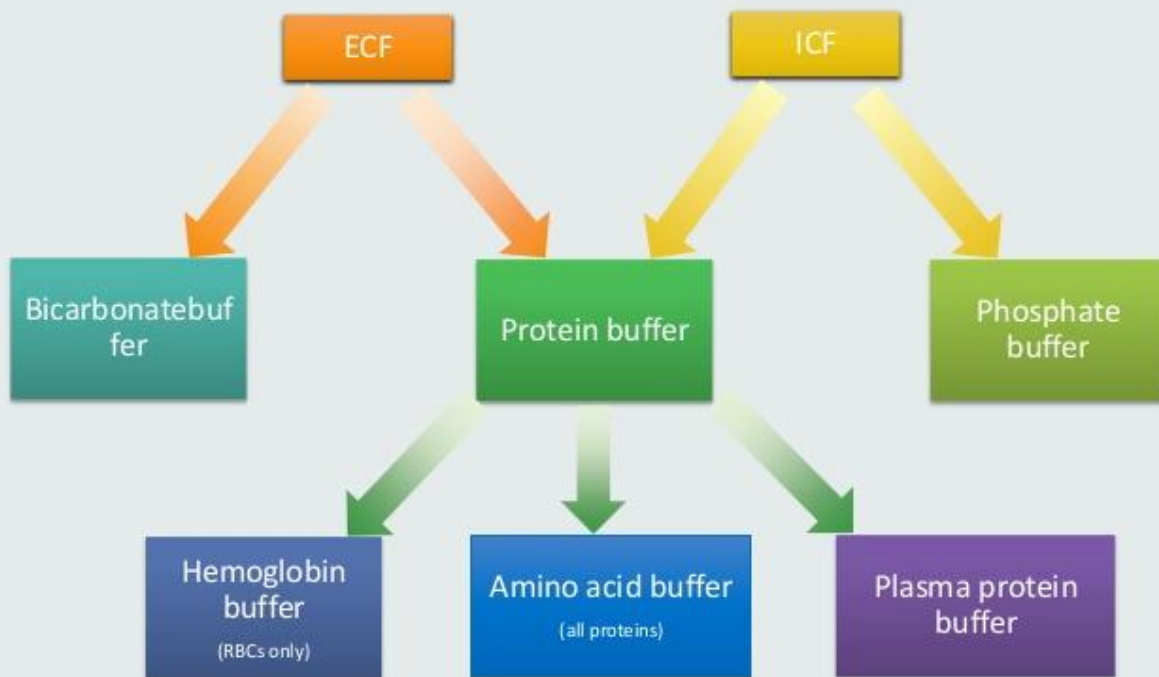 ECF
ICF
Bicarbonatebuf
fer
Protein buffer
Phosphate
buffer
Hemoglobin
buffer
(RBCs only)
Amino acid buffer
(all proteins)
Plasma protein
buffer